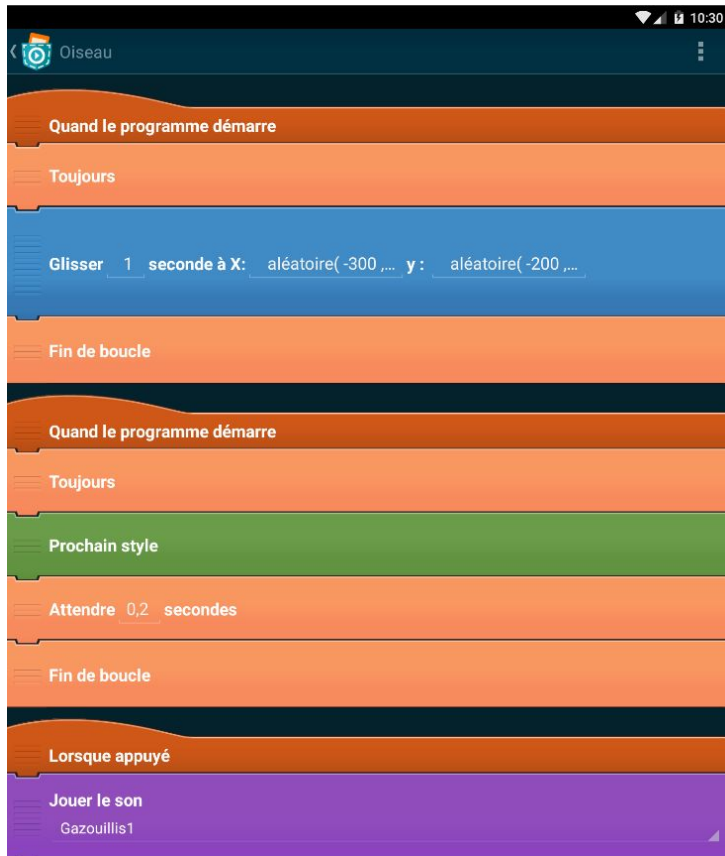 10:30
Oiseau
Quand le programme démarre
Toujours
Glisser 1 seconde à X: aléatoire( -300 ,... y : aléatoire( -200 ,...
Fin de boucle
Quand le programme démarre
Toujours
Prochain style
Attendre 0,2 secondes
Fin de boucle
Lorsque appuyé
Jouer le son
Gazouillis1